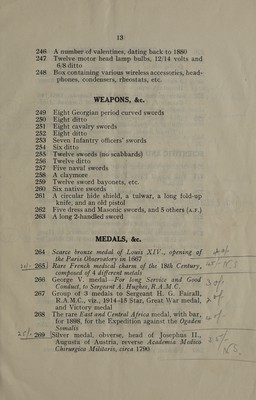 13
246 A number of valentines, dating back to 1880
247 Twelve motor head lamp bulbs, 12/14 volts and
6/8 ditto
248 Box containing various wireless accessories, head-
phones, condensers, rheostats, etc.
WEAPONS, &c.
249 Eight Georgian period curved swords
250 Eight ditto
251 Eight cavalry swords
252 Eight ditto
253 Seven Infantry officers' swords
254 Six ditto
255 Twelve swords (no scabbards)
256 Twelve ditto
257 Five naval swords
258 A claymore
259 Twelve sword bayonets, etc.
260 Six native swords
261 A circular hide shield, a tulwar, a long fold-up
knife, and an old pistol
262 Five dress and Masonic swords, and 5 others (A.F.)
263 A long 2-handled sword
MEDALS, &c.
264 Scarce bronze medal of Louis XIV., opening of
the Paris Observatory in 1667
265 Rare French medical charm of the 18th Century,
composed of 4 different metals
266 George V. medal—For long Service and Good
Conduct, to Sergeant A. Hughes, R.A.M.C.
267 Group of 3 medals to Sergeant H. G. Fairall,
R.A.M.C., viz., 1914-15 Star, Great War medal,
and Victory medal
268 The rare East and Central Africa medal, with bar,
for 1898, for the Expedition against the Ogaden
Somalis
25/- 269 Silver medal, obverse, head of Josephus II.,
Augusta of Austria, reverse Academia Medico
Chirurgica Militaris, circa 1790